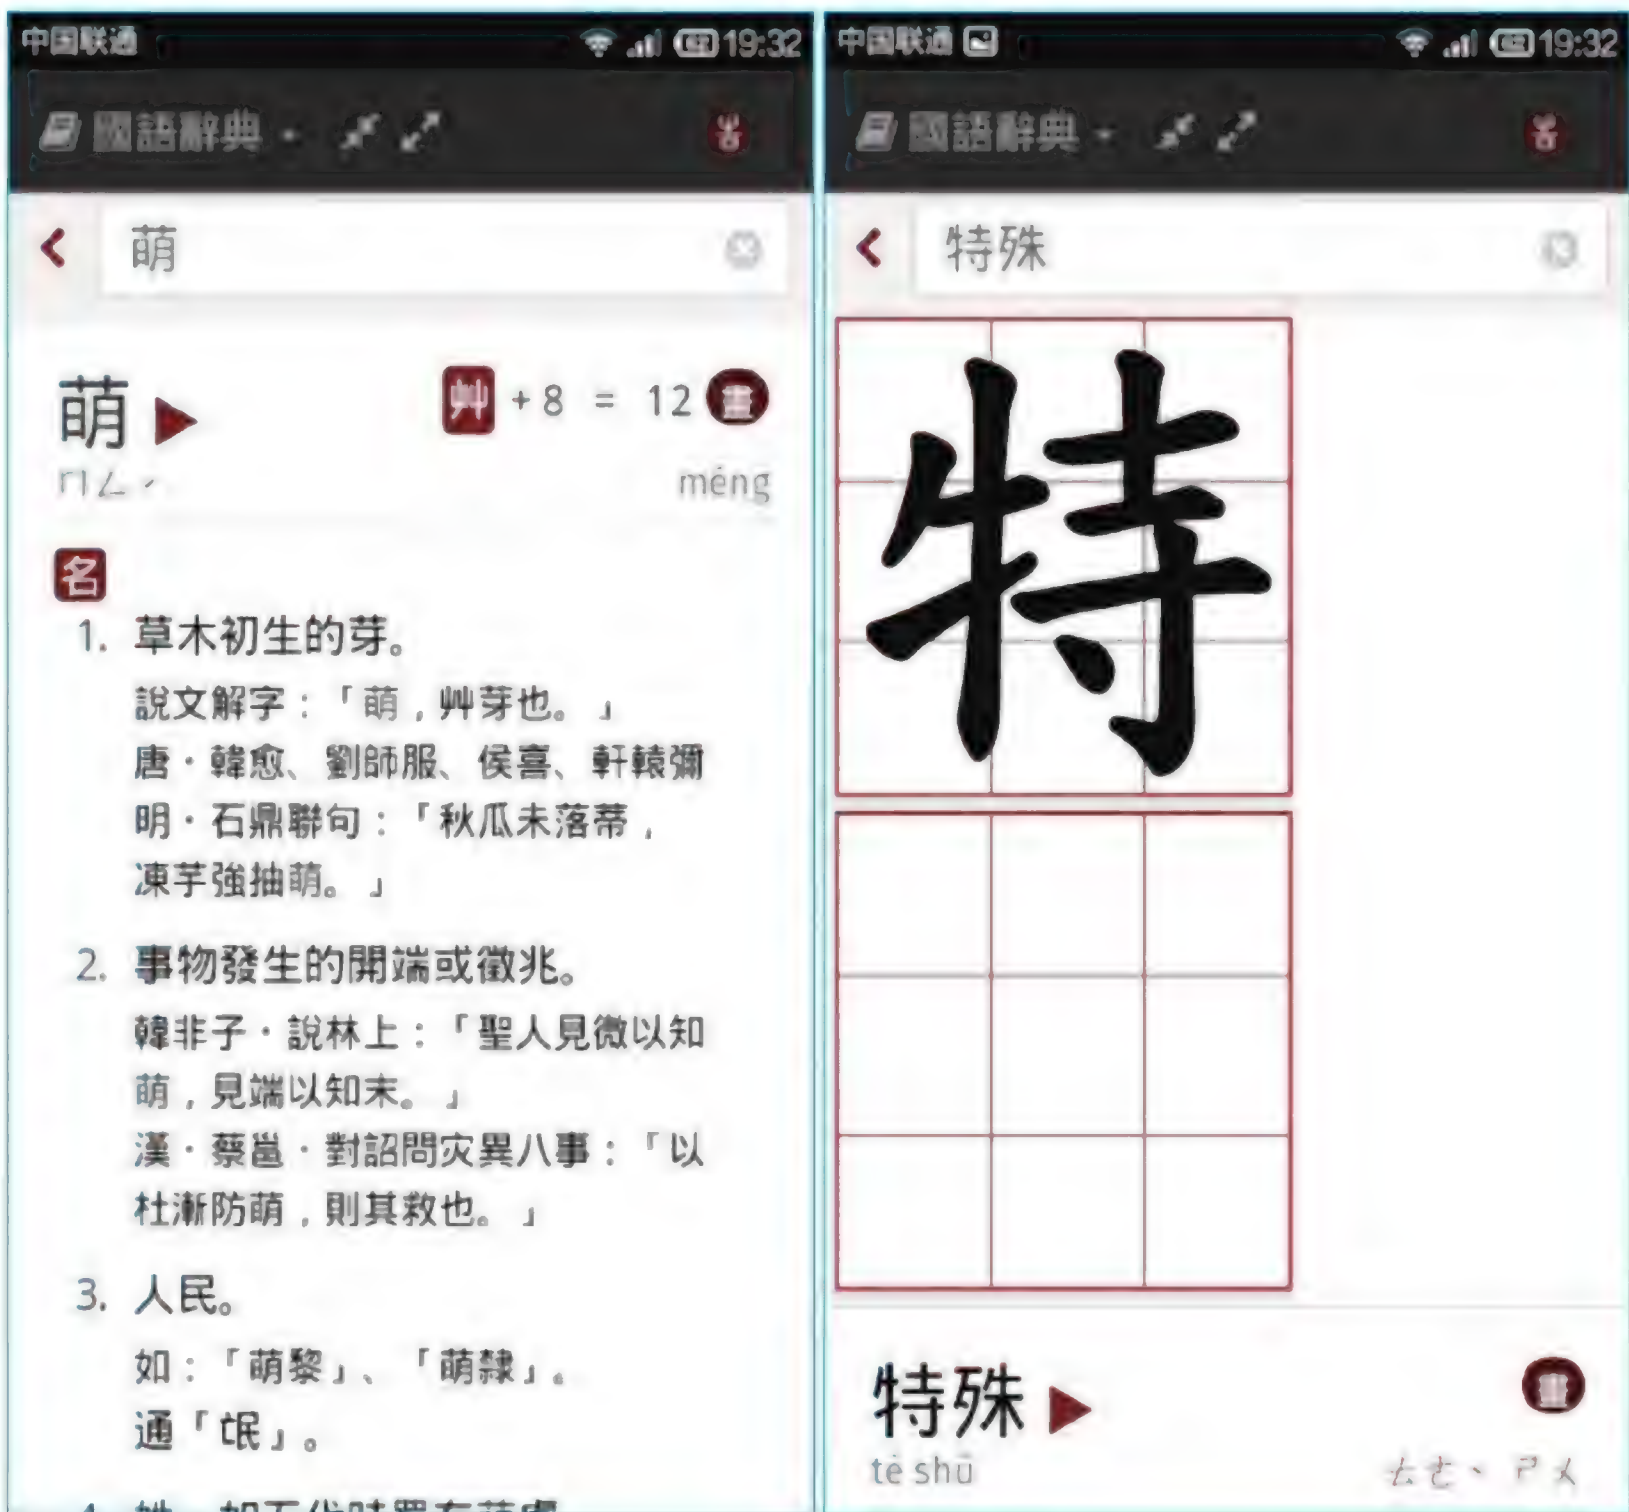 中国联通 19:32
國語辭典
萌
萌
艸 + 8 = 12 畫
ㄇㄥˊ méng
名
1. 草木初生的芽。
說文解字：「萌，艸芽也。」
唐．韓愈、劉師服、侯喜、軒轅彌
明．石鼎聯句：「秋瓜未落蒂，
凍芋強抽萌。」
2. 事物發生的開端或徵兆。
韓非子．說林上：「聖人見微以知
萌，見端以知末。」
漢．蔡邕．對詔問灾異八事：「以
杜漸防萌，則其救也。」
3. 人民。
如：「萌黎」、「萌隸」。
通「氓」。
中国联通 19:32
國語辭典
特殊
特
特殊 畫
tè shū ㄊㄜˋ ㄕㄨ